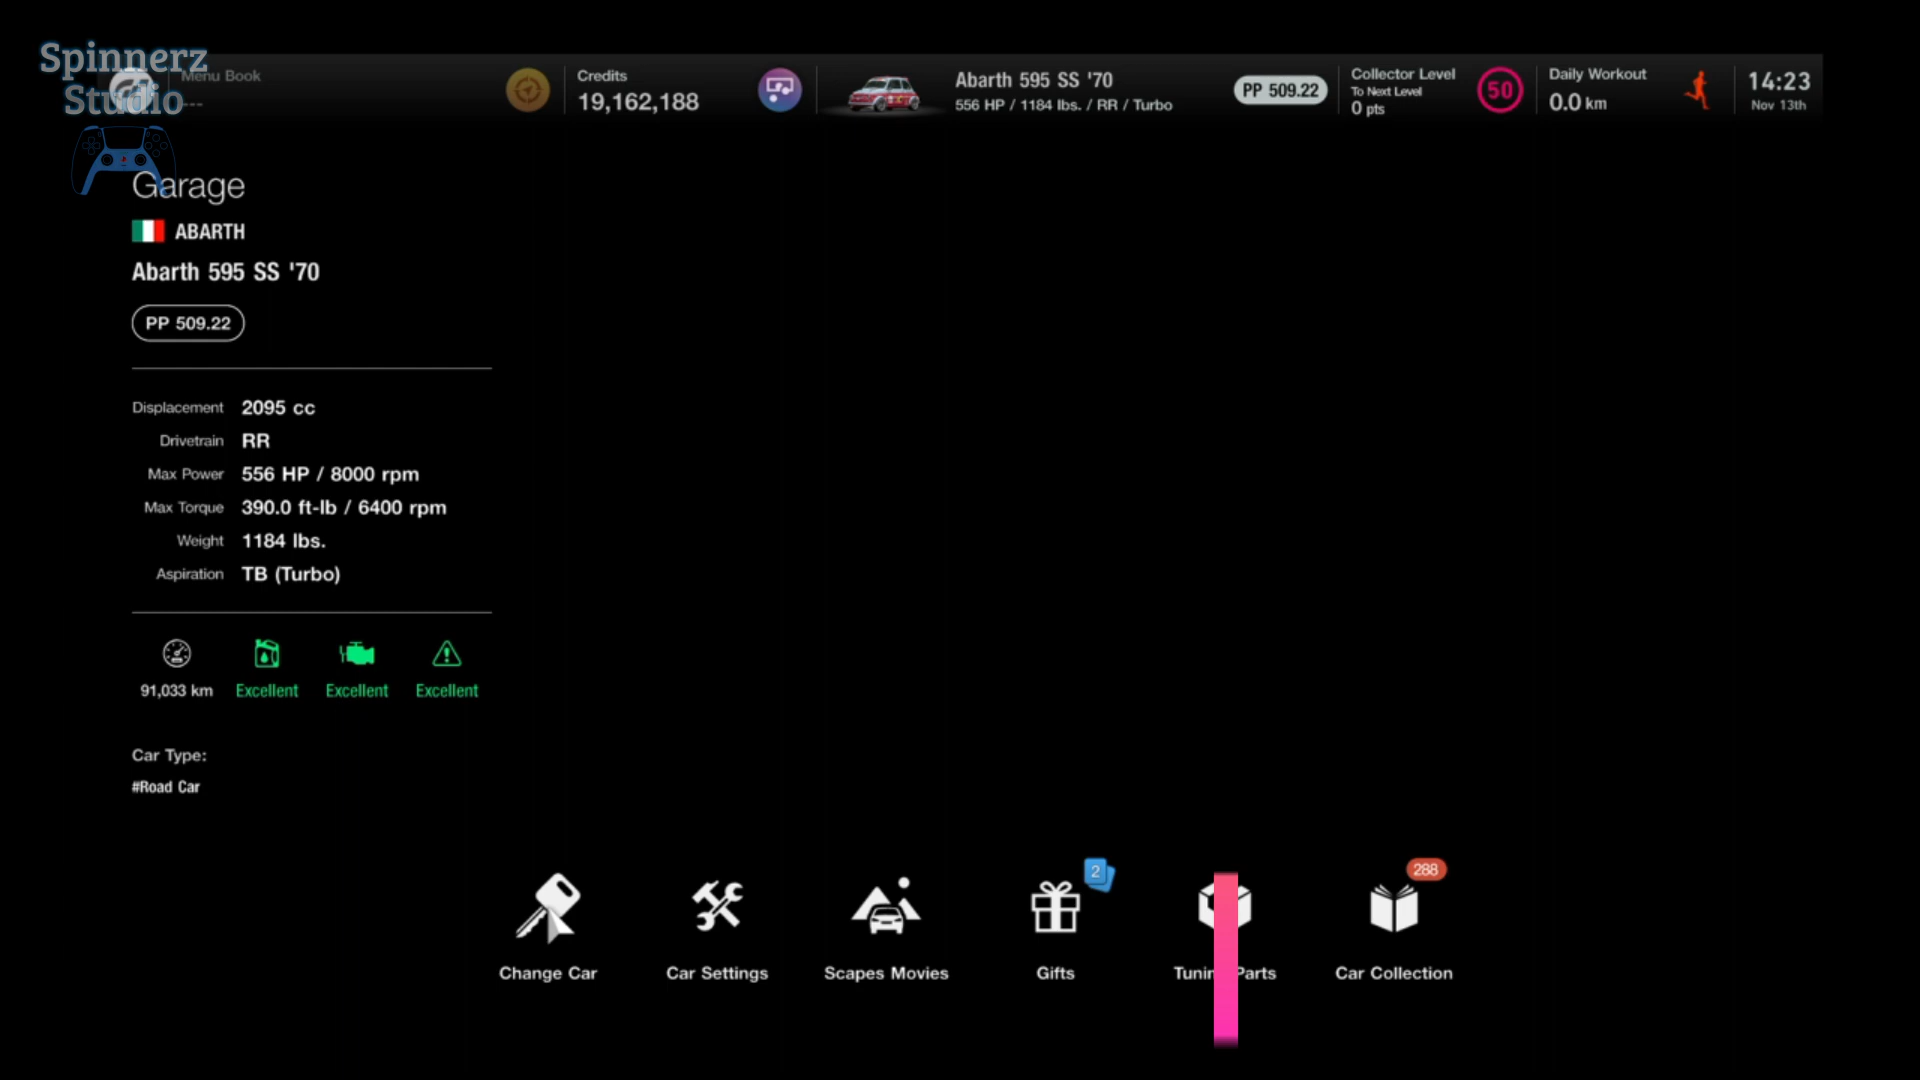 Spinnerz
Studio
Menu Book
---
Credits
19,162,188
Abarth 595 SS '70
556 HP / 1184 lbs. / RR / Turbo
PP 509.22
Collector Level
To Next Level
0 pts
50
Daily Workout
0.0 km
14:23
Nov 13th
Garage
ABARTH
Abarth 595 SS '70
PP 509.22
Displacement 2095 cc
Drivetrain RR
Max Power 556 HP / 8000 rpm
Max Torque 390.0 ft-lb / 6400 rpm
Weight 1184 lbs.
Aspiration TB (Turbo)
91,033 km Excellent Excellent Excellent
Car Type:
#Road Car
2
288
Change Car
Car Settings
Scapes Movies
Gifts
Tuning Parts
Car Collection